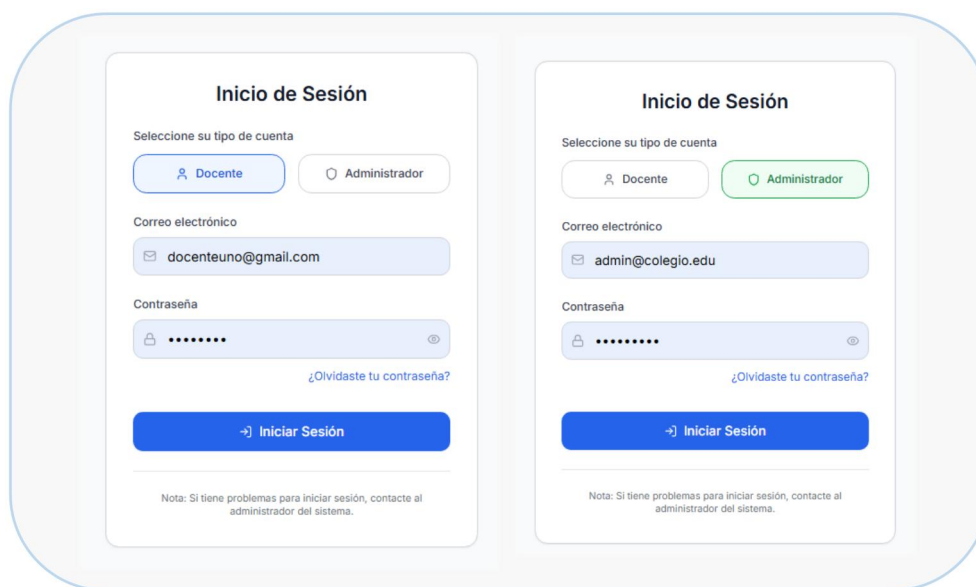 Inicio de Sesión
Seleccione su tipo de cuenta
Docente
Administrador
Correo electrónico
docenteuno@gmail.com
Contraseña
••••••••
¿Olvidaste tu contraseña?
Iniciar Sesión
Nota: Si tiene problemas para iniciar sesión, contacte al
administrador del sistema.
Inicio de Sesión
Seleccione su tipo de cuenta
Docente
Administrador
Correo electrónico
admin@colegio.edu
Contraseña
•••••••••
¿Olvidaste tu contraseña?
Iniciar Sesión
Nota: Si tiene problemas para iniciar sesión, contacte al
administrador del sistema.